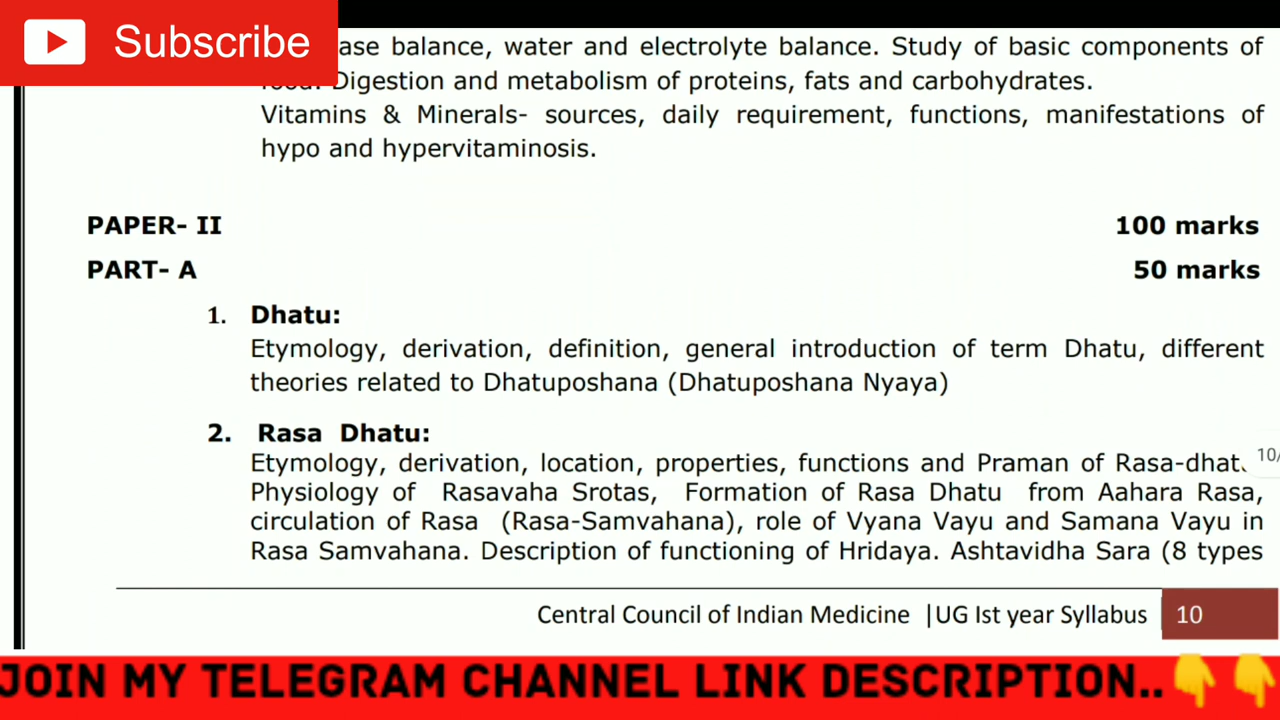 Subscribe
ase balance, water and electrolyte balance. Study of basic components of
Digestion and metabolism of proteins, fats and carbohydrates.
Vitamins & Minerals- sources, daily requirement, functions, manifestations of
hypo and hypervitaminosis.
PAPER- II 100 marks
PART- A 50 marks
1. Dhatu:
Etymology, derivation, definition, general introduction of term Dhatu, different
theories related to Dhatuposhana (Dhatuposhana Nyaya)
2. Rasa Dhatu:
Etymology, derivation, location, properties, functions and Praman of
Physiology of Rasavaha Srotas, Formation of Rasa Dhatu from Aahara Rasa,
circulation of Rasa (Rasa-Samvahana), role of Vyana Vayu and Samana Vayu in
Rasa Samvahana. Description of functioning of Hridaya. Ashtavidha Sara (8 types
Central Council of Indian Medicine |UG Ist year Syllabus 10
JOIN MY TELEGRAM CHANNEL LINK DESCRIPTION..👇👇